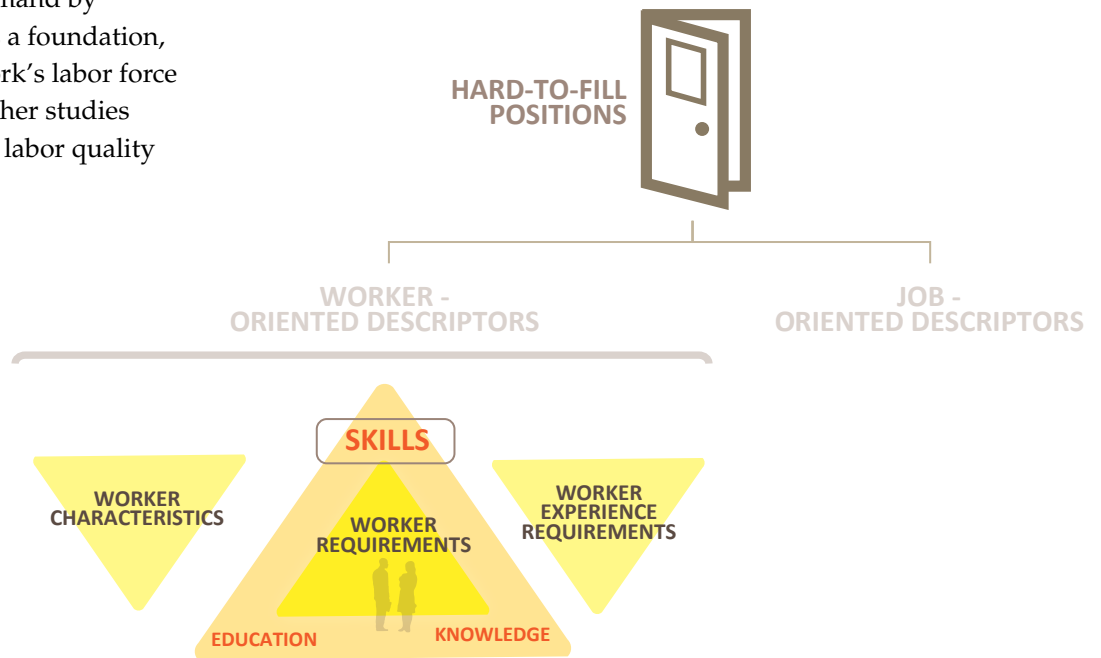 a foundation,
labor force
her studies
labor quality
HARD-TO-FILL
POSITIONS
WORKER -
ORIENTED DESCRIPTORS
JOB -
ORIENTED DESCRIPTORS
SKILLS
WORKER
CHARACTERISTICS
WORKER
REQUIREMENTS
WORKER
EXPERIENCE
REQUIREMENTS
EDUCATION
KNOWLEDGE